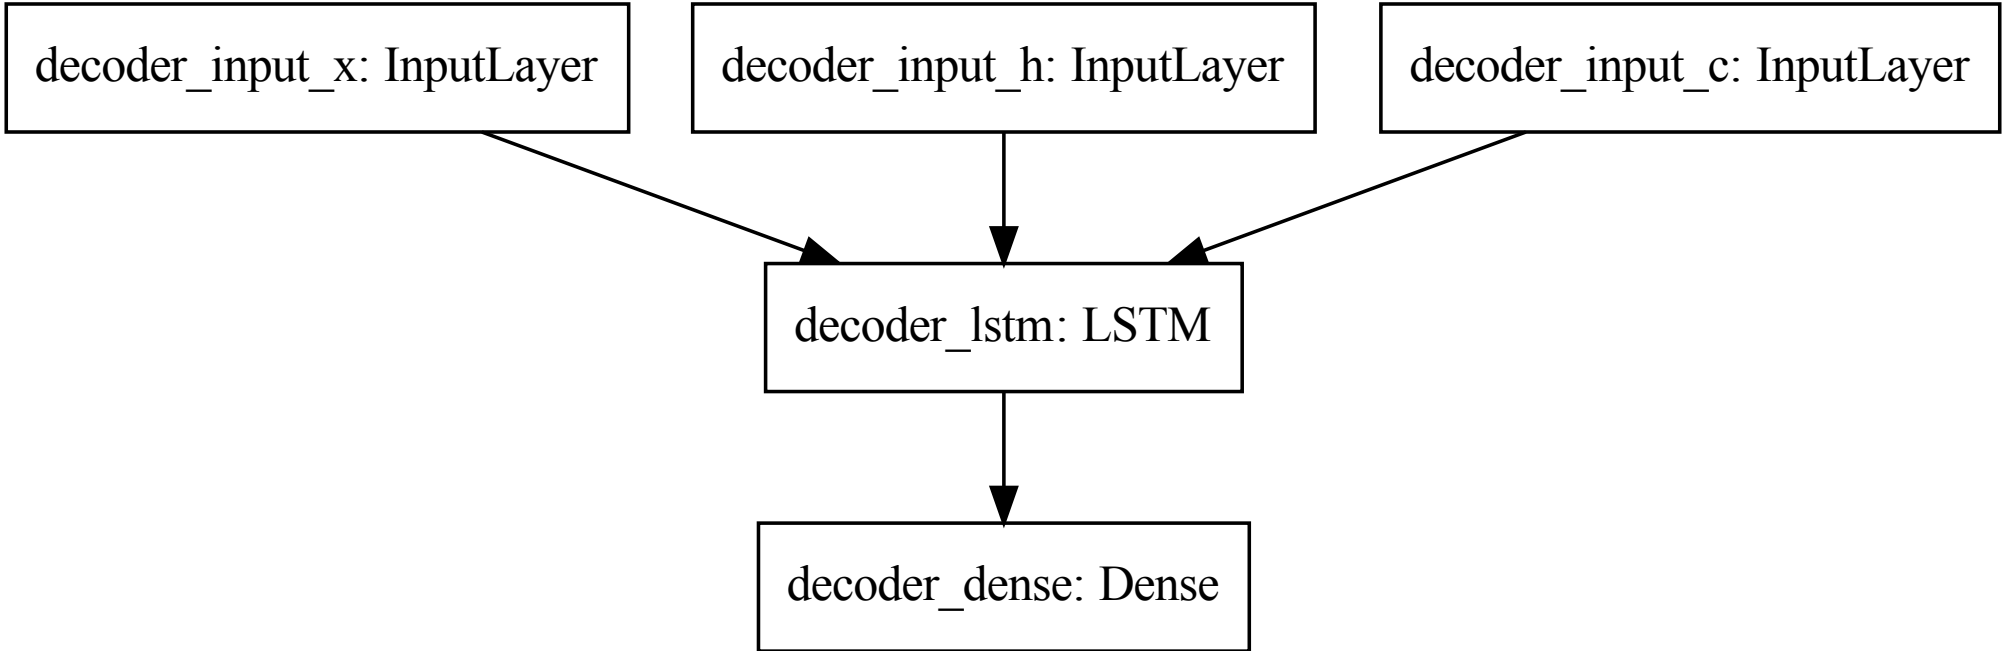 decoder_input_x: InputLayer
decoder_input_h: InputLayer
decoder_input_c: InputLayer
decoder_lstm: LSTM
decoder_dense: Dense